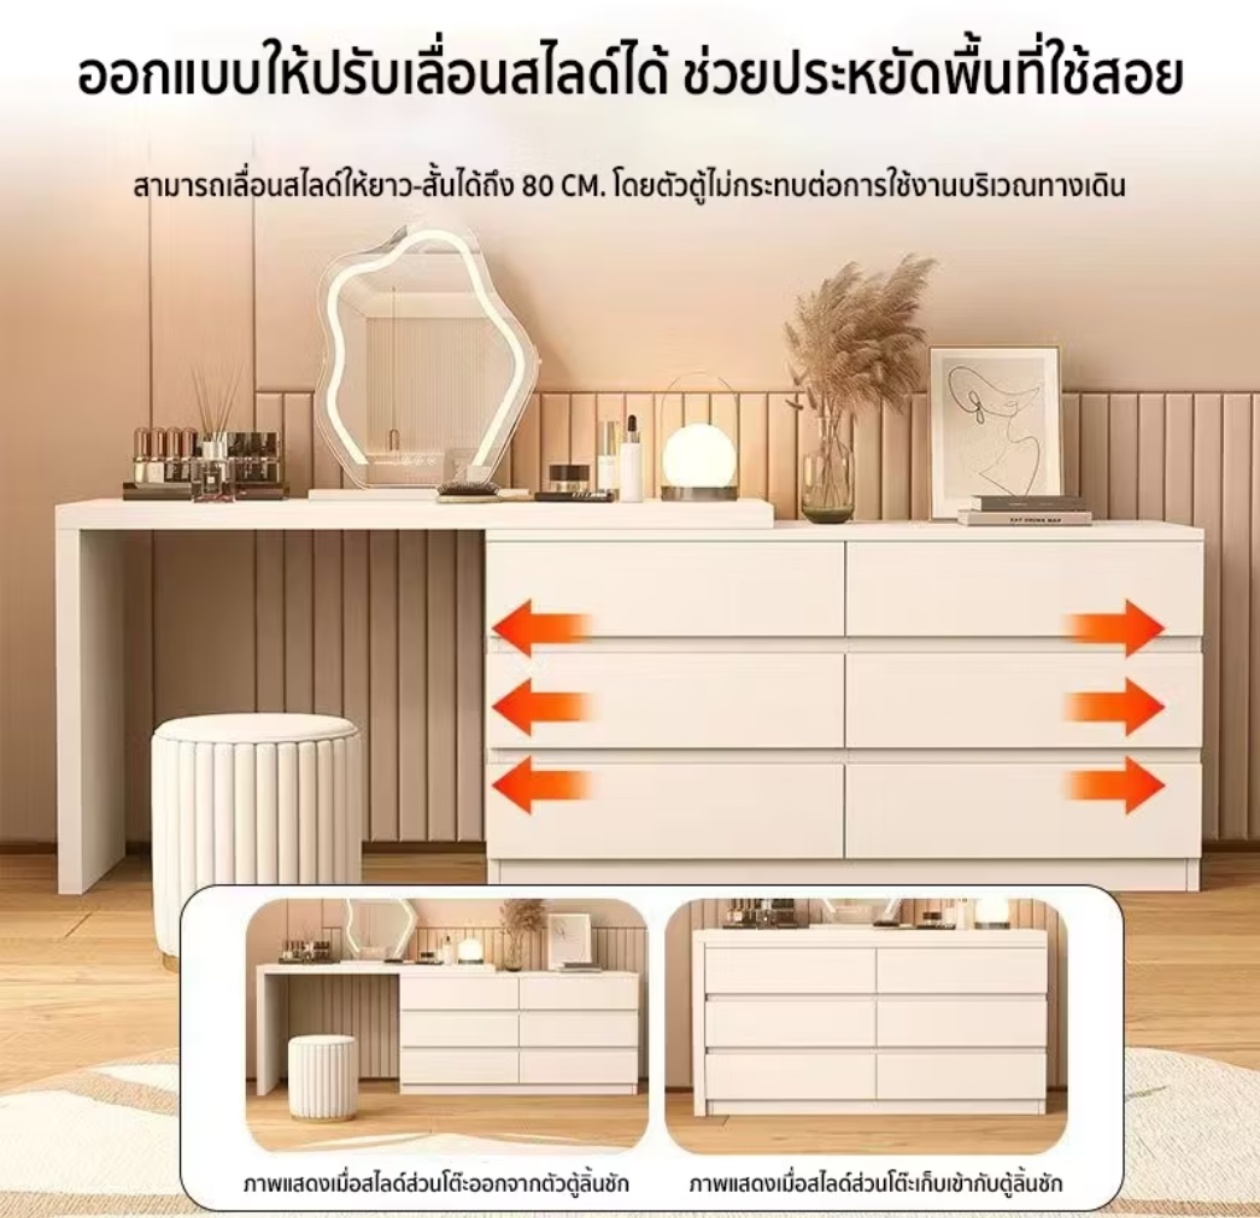 ออกแบบให้ปรับเลื่อนสไลด์ได้ ช่วยประหยัดพื้นที่ใช้สอย
สามารถเลื่อนสไลด์ให้ยาว-สั้นได้ถึง 80 CM. โดยตัวตู้ไม่กระทบต่อการใช้งานบริเวณทางเดิน
ภาพแสดงเมื่อสไลด์ส่วนโต๊ะออกจากตัวตู้ลิ้นชัก
ภาพแสดงเมื่อสไลด์ส่วนโต๊ะเก็บเข้ากับตู้ลิ้นชัก